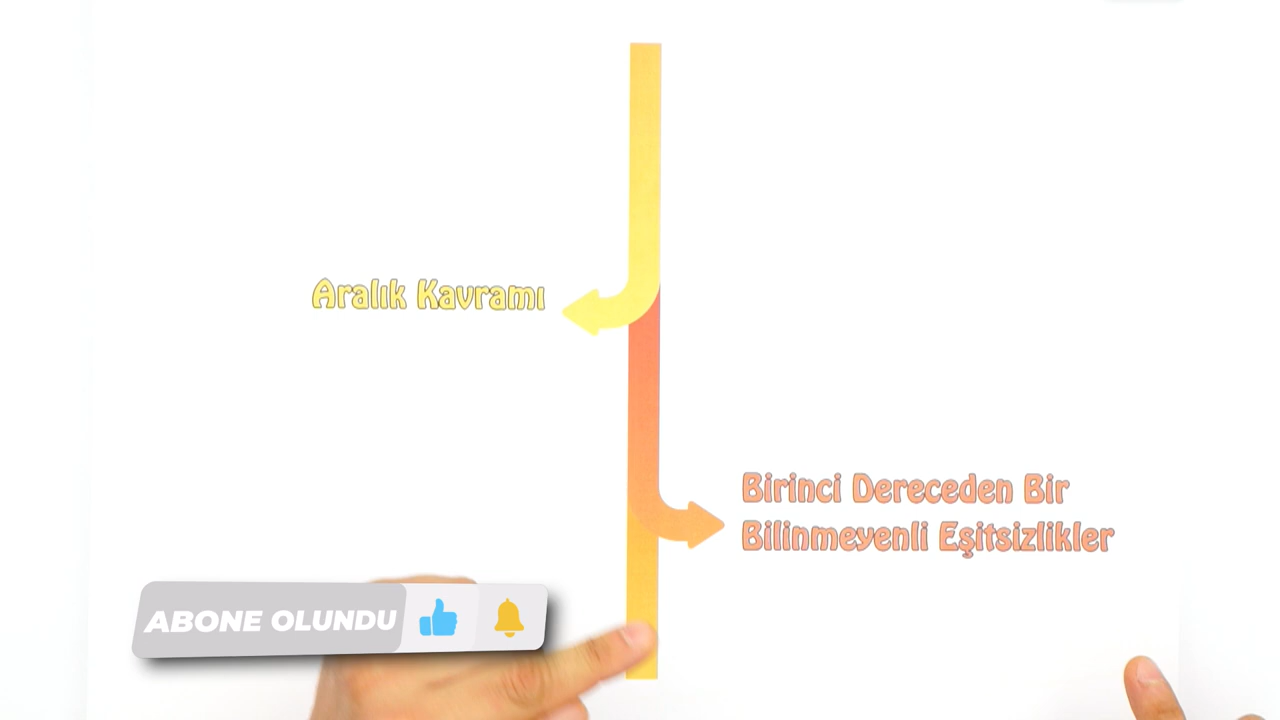 Aralık Kavramı
Birinci Dereceden Bir
Bilinmeyenli Eşitsizlikler
ABONE OLUNDU